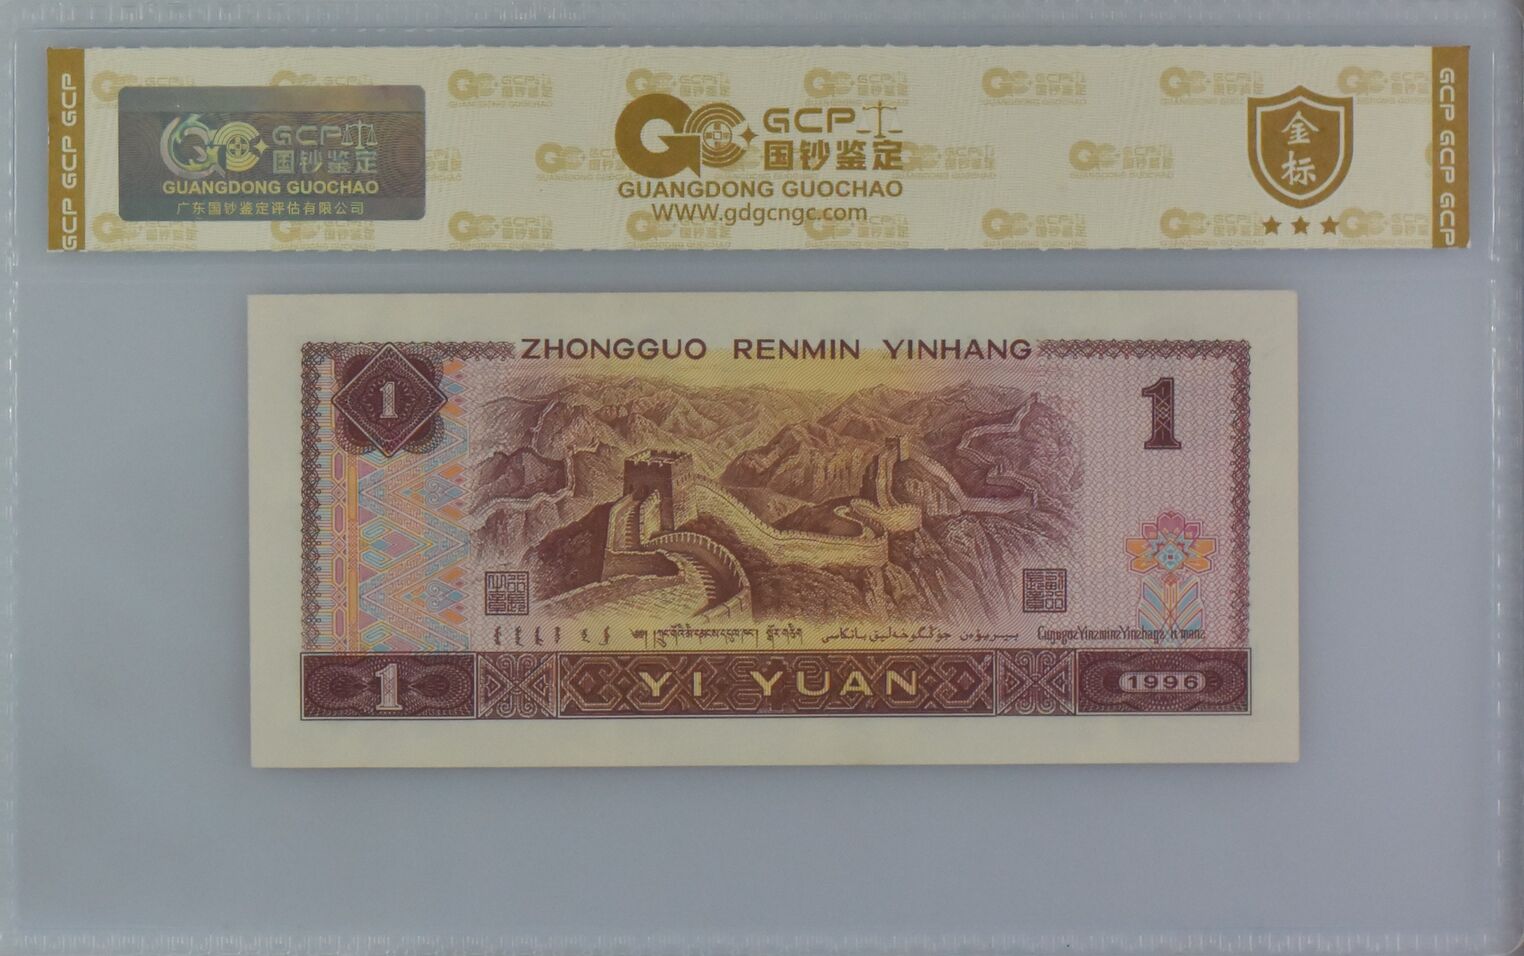 GCP GCP GCP
GCP 国钞鉴定
GUANGDONG GUOCHAO
广东国钞鉴定评估有限公司
GCP
国钞鉴定
GUANGDONG GUOCHAO
WWW.gdgcngc.com
金标
GCP GCP GCP
ZHONGGUO RENMIN YINHANG
1
1
1
YI YUAN
1996